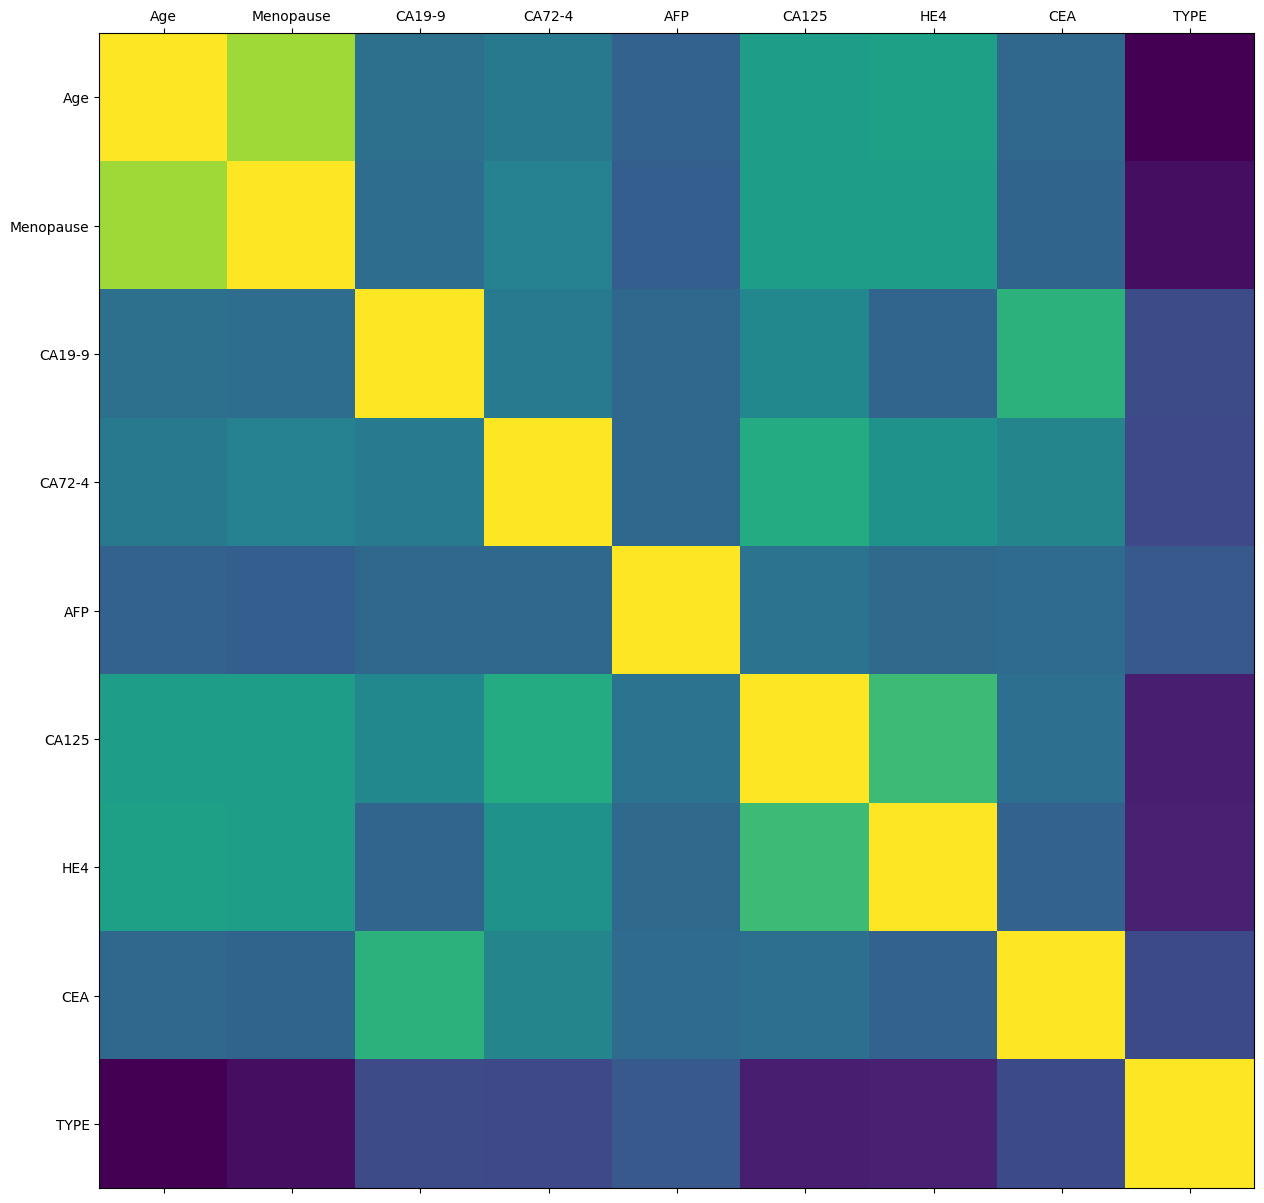 Age Menopause CA19-9 CA72-4 AFP CA125 HE4 CEA TYPE
Age
Menopause
CA19-9
CA72-4
AFP
CA125
HE4
CEA
TYPE